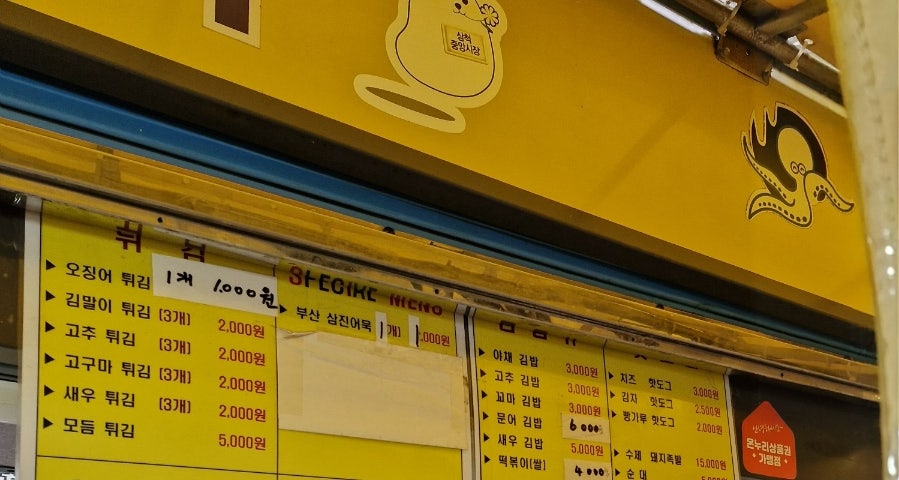 삼척
중앙시장
튀김
오징어 튀김 1개 1,000원
김말이 튀김 (3개) 2,000원
고추 튀김 (3개) 2,000원
고구마 튀김 (3개) 2,000원
새우 튀김 (3개) 2,000원
모듬 튀김 5,000원
MENU
부산 삼진어묵 1개) 1,000원
야채 김밥 3,000원
고추 김밥 3,000원
꼬마 김밥 3,000원
문어 김밥 6000
새우 김밥 5,000원
떡볶이(쌀) 4000
치즈 핫도그 3,000원
감자 핫도그 2,500원
빵가루 핫도그 2,000원
수제 돼지족발 15,000원
순대
온누리상품권
가맹점